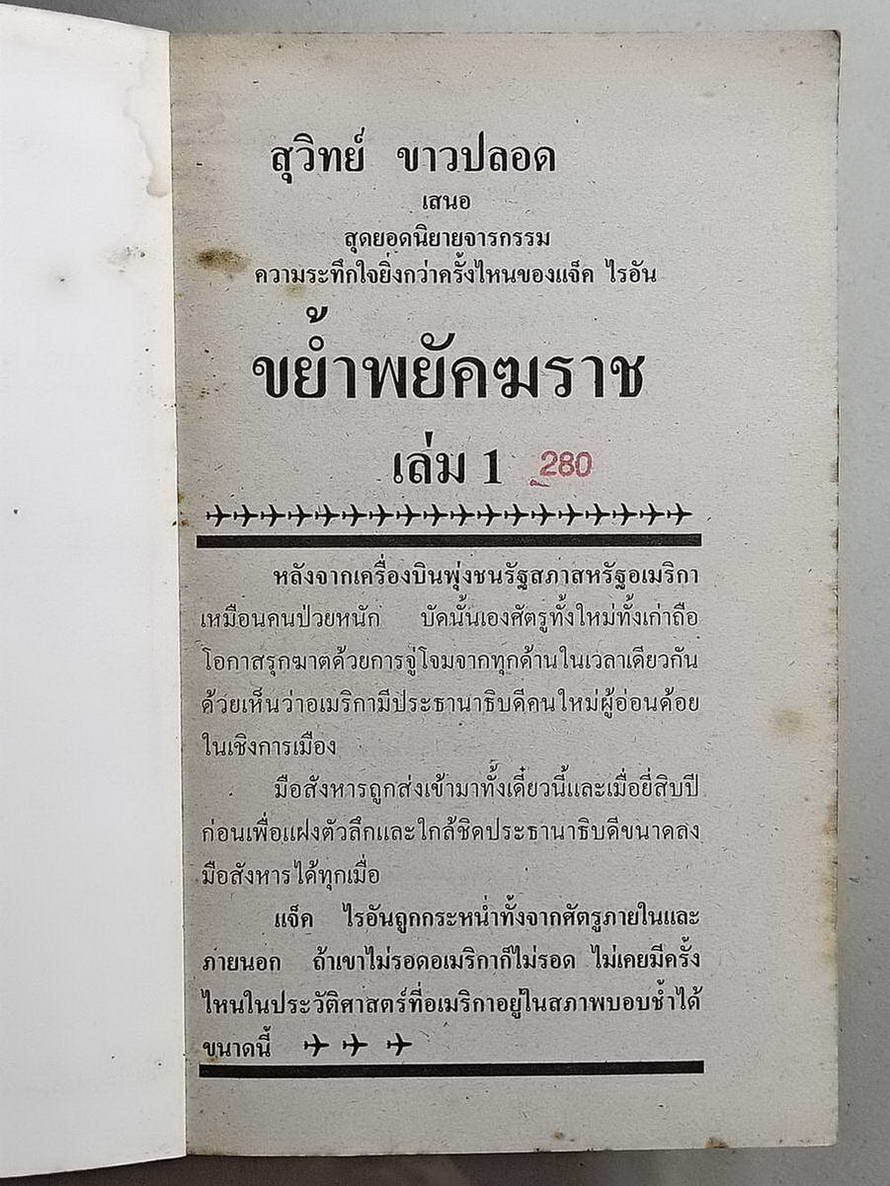 สุวิทย์ ขาวปลอด
เสนอ
สุดยอดนิยายจารกรรม
ความระทึกใจยิ่งกว่าครั้งไหนของแจ็ค ไรอัน
ขย้ำพยัคฆราช
เล่ม 1 280
หลังจากเครื่องบินพุ่งชนรัฐสภาสหรัฐอเมริกา
เหมือนคนป่วยหนัก บัดนั้นเองศัตรูทั้งใหม่ทั้งเก่าถือ
โอกาสรุกฆาตด้วยการจู่โจมจากทุกด้านในเวลาเดียวกัน
ด้วยเห็นว่าอเมริกามีประธานาธิบดีคนใหม่ผู้อ่อนด้อย
ในเชิงการเมือง
มือสังหารถูกส่งเข้ามาทั้งเดี๋ยวนี้และเมื่อยี่สิบปี
ก่อนเพื่อแฝงตัวลึกและใกล้ชิดประธานาธิบดีขนาดลง
มือสังหารได้ทุกเมื่อ
แจ็ค ไรอันถูกกระหน่ำทั้งจากศัตรูภายในและ
ภายนอก ถ้าเขาไม่รอดอเมริกาก็ไม่รอด ไม่เคยมีครั้ง
ไหนในประวัติศาสตร์ที่อเมริกาอยู่ในสภาพบอบช้ำได้
ขนาดนี้